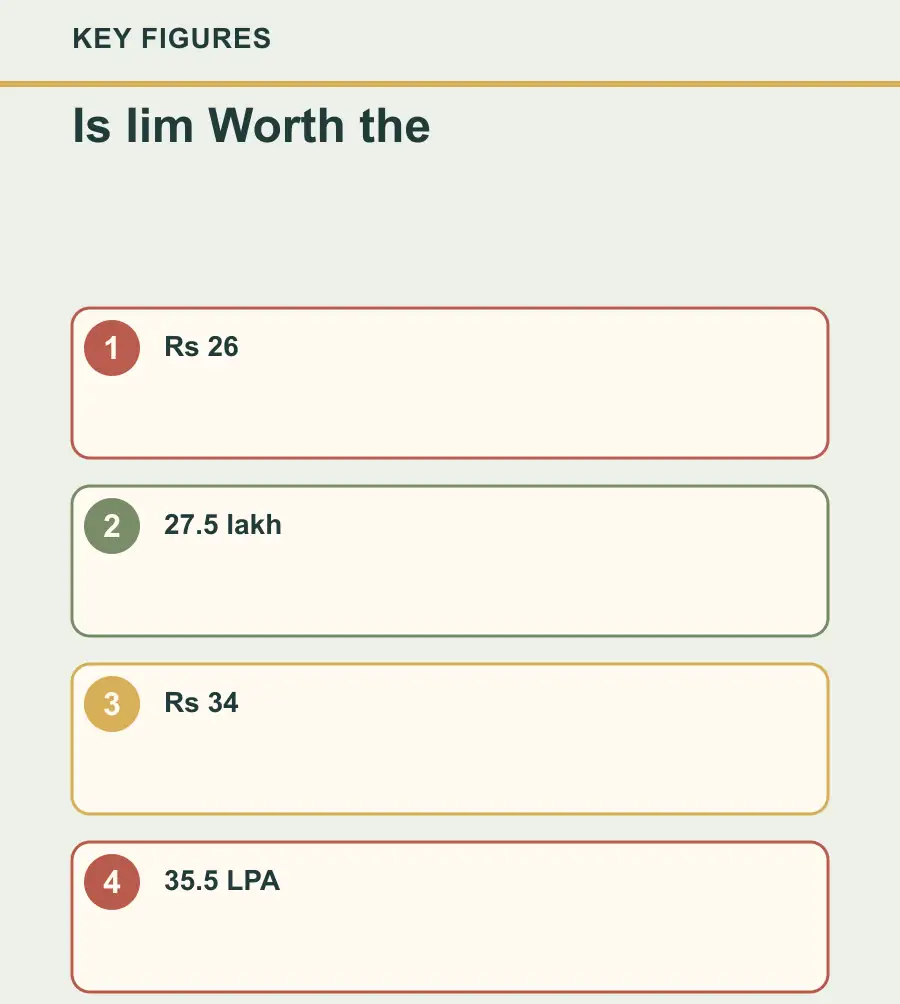 KEY FIGURES
Is Iim Worth the
1
Rs 26
2
27.5 lakh
3
Rs 34
4
35.5 LPA